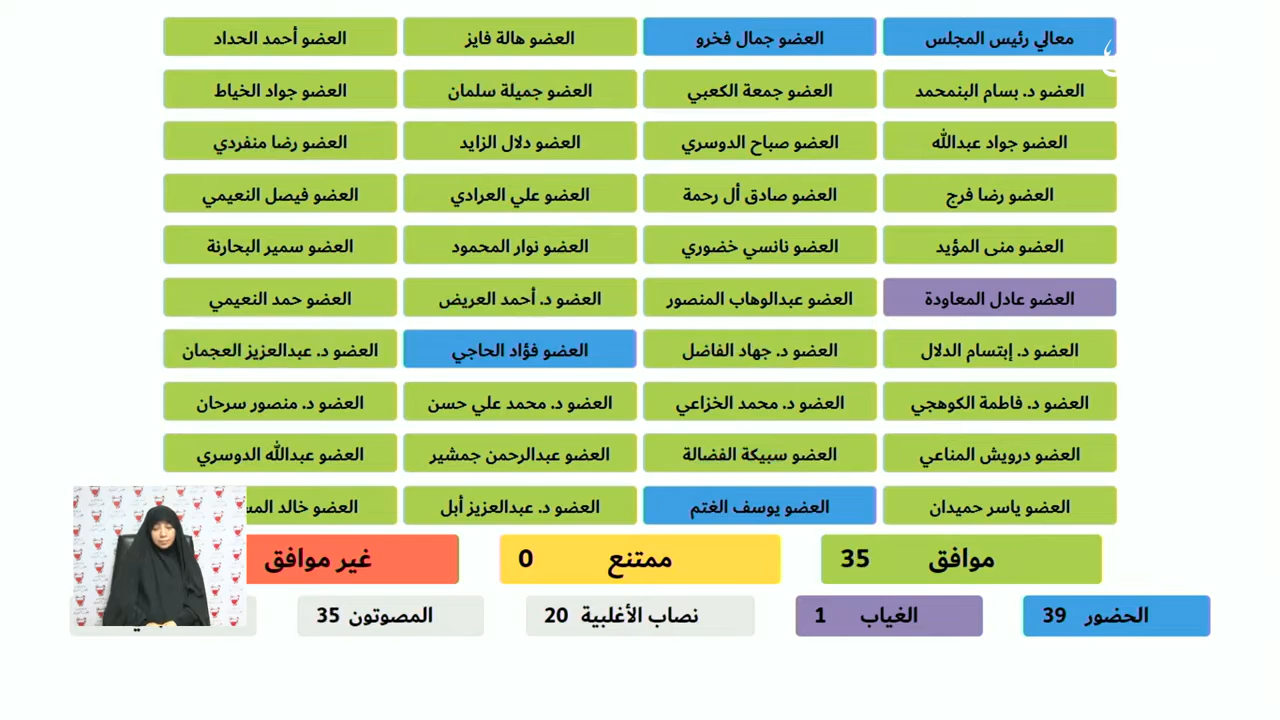 معالي رئيس المجلس العضو جمال فخرو العضو هالة فايز العضو أحمد الحداد
العضو د. بسام البنمحمد العضو جمعة الكعبي العضو جميلة سلمان العضو جواد الخياط
العضو جواد عبدالله العضو صباح الدوسري العضو دلال الزايد العضو رضا منفردي
العضو رضا فرج العضو صادق أل رحمة العضو علي العرادي العضو فيصل النعيمي
العضو منى المؤيد العضو نانسي خضوري العضو نوار المحمود العضو سمير البحارنة
العضو عادل المعاودة العضو عبدالوهاب المنصور العضو د. أحمد العريض العضو حمد النعيمي
العضو د. إبتسام الدلال العضو د. جهاد الفاضل العضو فؤاد الحاجي العضو د. عبدالعزيز العجمان
العضو د. فاطمة الكوهجي العضو د. محمد الخزاعي العضو د. محمد علي حسن العضو د. منصور سرحان
العضو درويش المناعي العضو سبيكة الفضالة العضو عبدالرحمن جمشير العضو عبدالله الدوسري
العضو ياسر حميدان العضو يوسف الغتم العضو د. عبدالعزيز أبل العضو خالد
موافق 35 ممتنع 0 غير موافق
الحضور 39 الغياب 1 نصاب الأغلبية 20 المصوتون 35